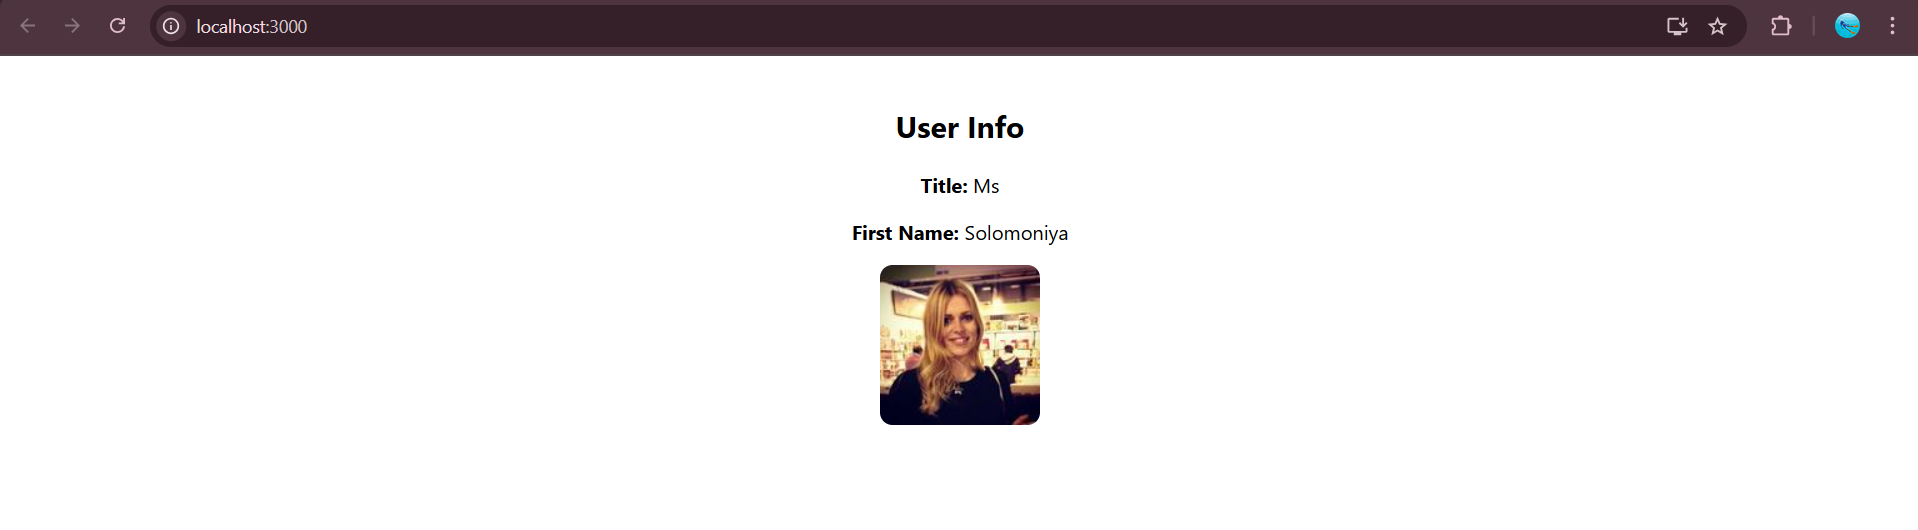 localhost:3000
User Info
Title: Ms
First Name: Solomoniya